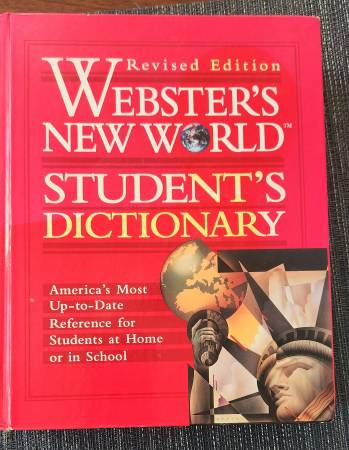 Revised Edition
WEBSTER'S
NEW WORLD™
STUDENT'S
DICTIONARY
America's Most
Up-to-Date
Reference for
Students at Home
or in School